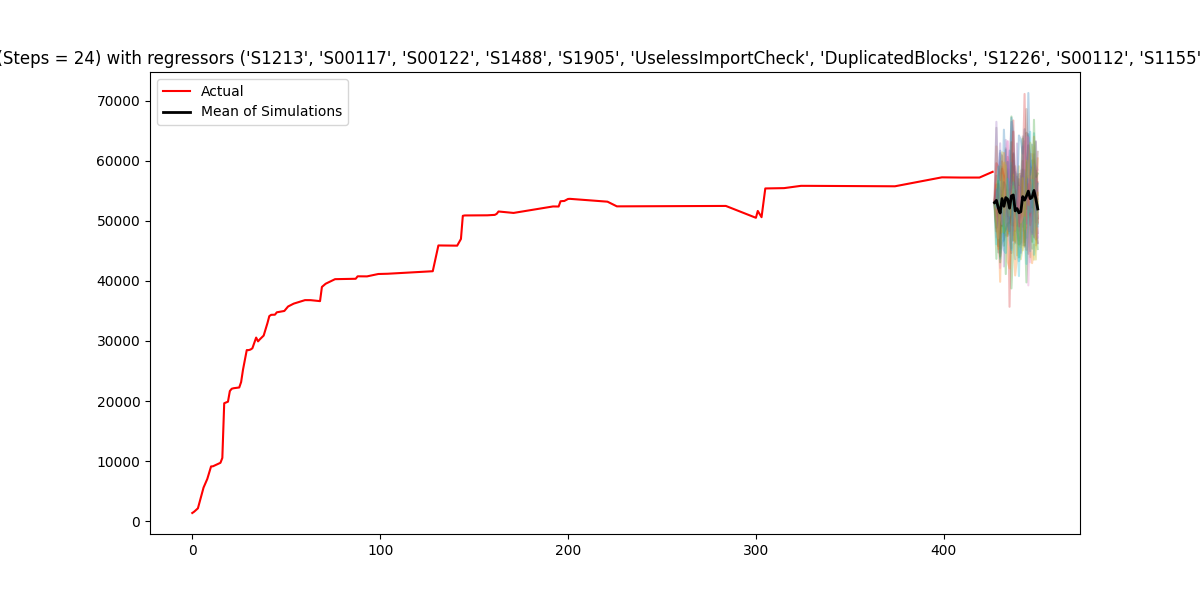 (Steps = 24) with regressors ('S1213', 'S00117', 'S00122', 'S1488', 'S1905', 'UselessImportCheck', 'DuplicatedBlocks', 'S1226', 'S00112', 'S1155'
Actual
Mean of Simulations
70000
60000
50000
40000
30000
20000
10000
0
0 100 200 300 400